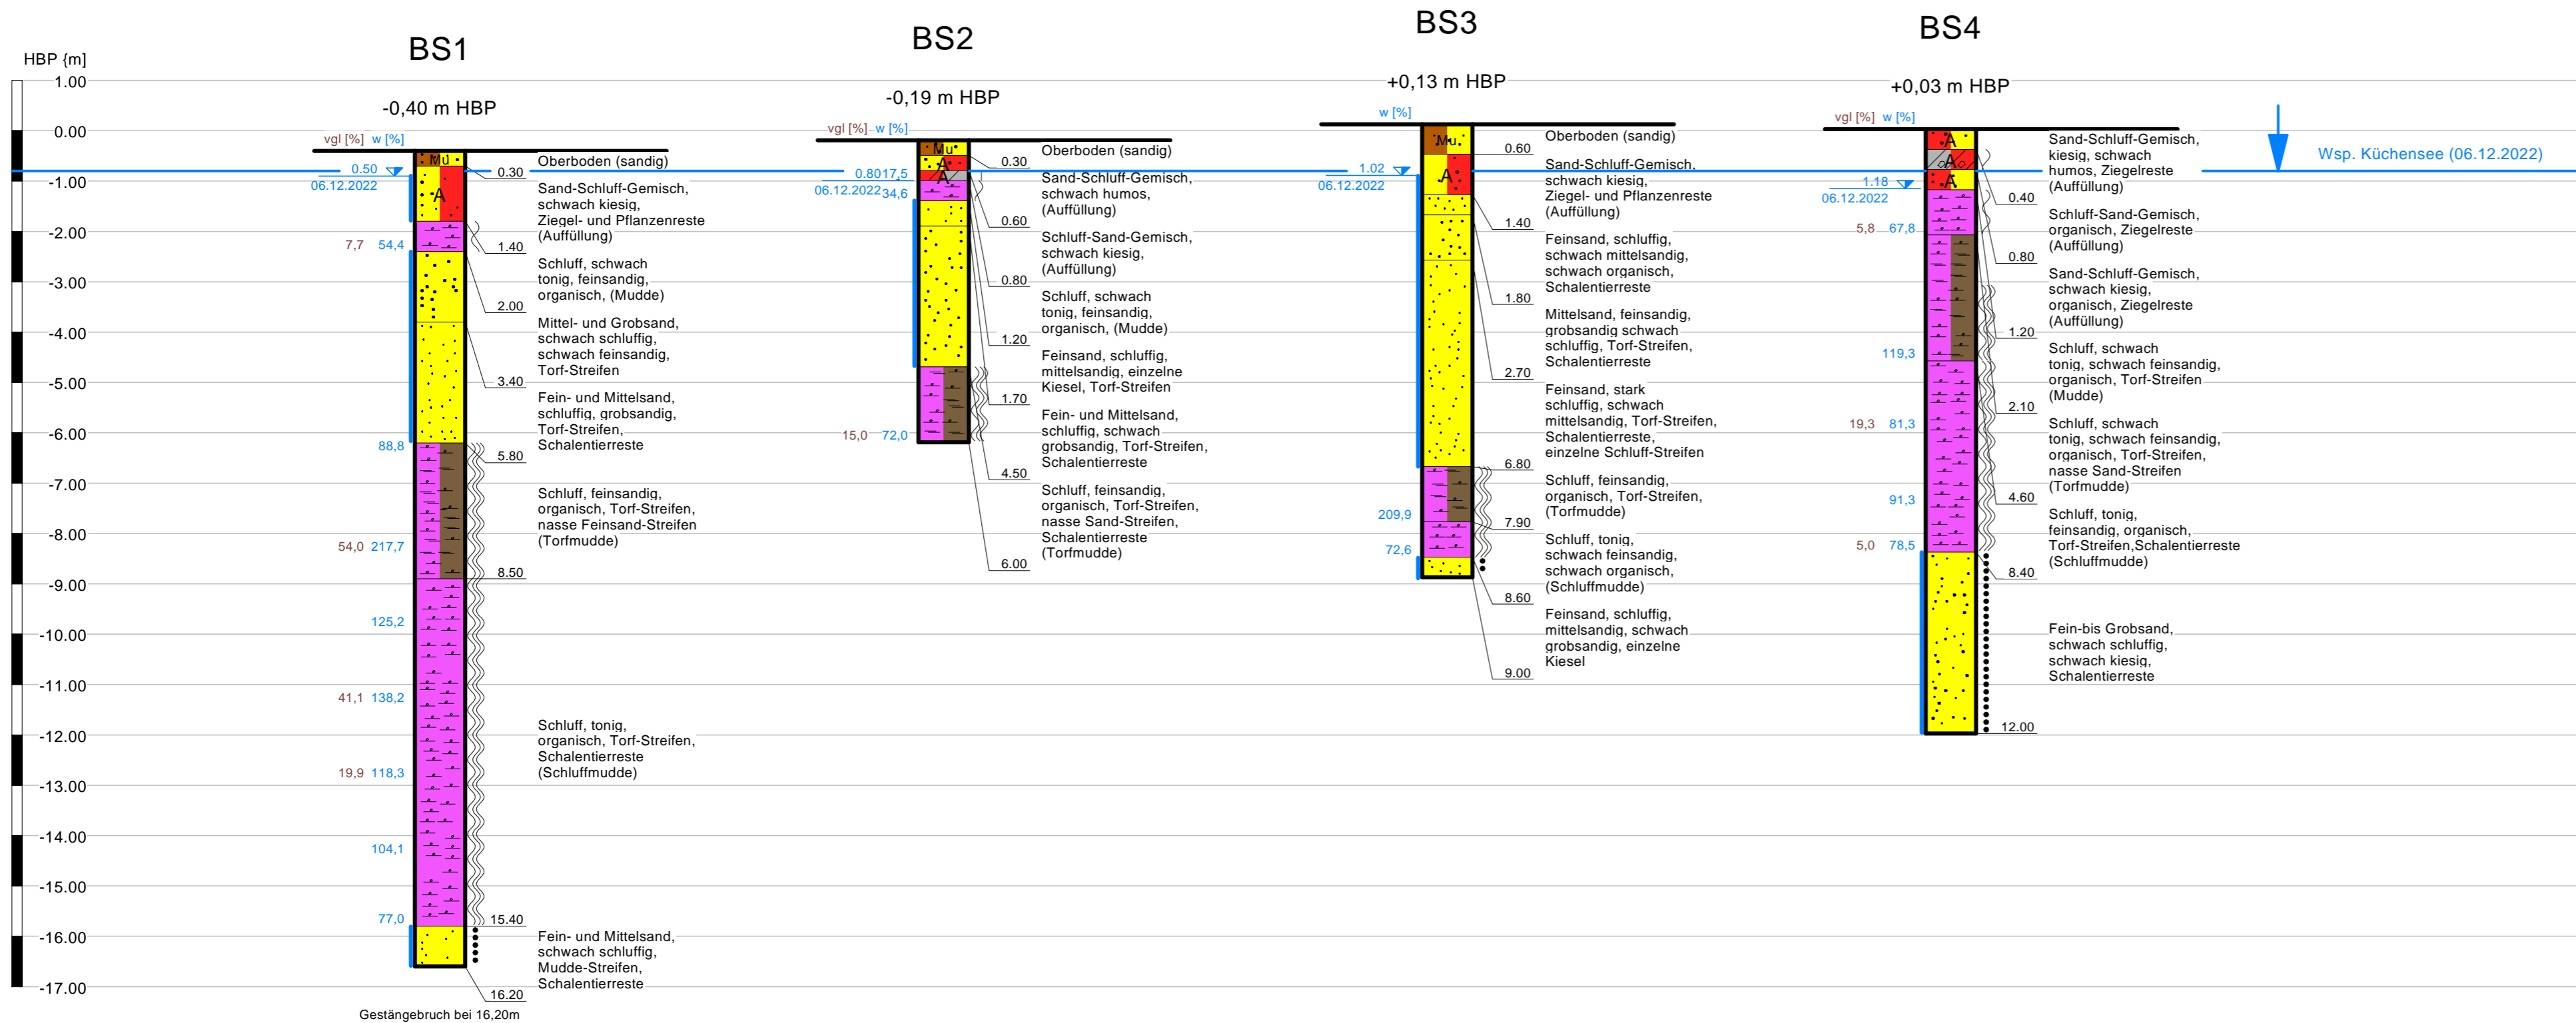 HBP {m]
1.00
0.00
-1.00
-2.00
-3.00
-4.00
-5.00
-6.00
-7.00
-8.00
-9.00
-10.00
-11.00
-12.00
-13.00
-14.00
-15.00
-16.00
-17.00
BS1
-0,40 m HBP
vgl [%] w [%]
0.50
06.12.2022
7,7 54,4
88,8
54,0 217,7
125,2
41,1 138,2
19,9 118,3
104,1
77,0
Mu
A
Oberboden (sandig)
0.30
Sand-Schluff-Gemisch,
schwach kiesig,
Ziegel- und Pflanzenreste
(Auffüllung)
1.40
Schluff, schwach
tonig, feinsandig,
organisch, (Mudde)
2.00
Mittel- und Grobsand,
schwach schluffig,
schwach feinsandig,
Torf-Streifen
3.40
Fein- und Mittelsand,
schluffig, grobsandig,
Torf-Streifen,
Schalentierreste
5.80
Schluff, feinsandig,
organisch, Torf-Streifen,
nasse Feinsand-Streifen
(Torfmudde)
8.50
Schluff, tonig,
organisch, Torf-Streifen,
Schalentierreste
(Schluffmudde)
15.40
Fein- und Mittelsand,
schwach schluffig,
Mudde-Streifen,
Schalentierreste
16.20
Gestängebruch bei 16,20m
BS2
-0,19 m HBP
vgl [%] w [%]
0.80 17,5
06.12.2022 34,6
15,0 72,0
Mu
A
A
Oberboden (sandig)
0.30
Sand-Schluff-Gemisch,
schwach humos,
(Auffüllung)
0.60
Schluff-Sand-Gemisch,
schwach kiesig,
(Auffüllung)
0.80
Schluff, schwach
tonig, feinsandig,
organisch, (Mudde)
1.20
Feinsand, schluffig,
mittelsandig, einzelne
Kiesel, Torf-Streifen
1.70
Fein- und Mittelsand,
schluffig, schwach
grobsandig, Torf-Streifen,
Schalentierreste
4.50
Schluff, feinsandig,
organisch, Torf-Streifen,
nasse Sand-Streifen,
Schalentierreste
(Torfmudde)
6.00
BS3
+0,13 m HBP
w [%]
1.02
06.12.2022
209,9
72,6
Mu
A
Oberboden (sandig)
0.60
Sand-Schluff-Gemisch,
schwach kiesig,
Ziegel- und Pflanzenreste
(Auffüllung)
1.40
Feinsand, schluffig,
schwach mittelsandig,
schwach organisch,
Schalentierreste
1.80
Mittelsand, feinsandig,
grobsandig schwach
schluffig, Torf-Streifen,
Schalentierreste
2.70
Feinsand, stark
schluffig, schwach
mittelsandig, Torf-Streifen,
Schalentierreste,
einzelne Schluff-Streifen
6.80
Schluff, feinsandig,
organisch, Torf-Streifen,
(Torfmudde)
7.90
Schluff, tonig,
schwach feinsandig,
schwach organisch,
(Schluffmudde)
8.60
Feinsand, schluffig,
mittelsandig, schwach
grobsandig, einzelne
Kiesel
9.00
BS4
+0,03 m HBP
vgl [%] w [%]
1.18
06.12.2022
5,8 67,8
119,3
19,3 81,3
91,3
5,0 78,5
A
A
A
Sand-Schluff-Gemisch,
kiesig, schwach
humos, Ziegelreste
(Auffüllung)
0.40
Schluff-Sand-Gemisch,
organisch, Ziegelreste
(Auffüllung)
0.80
Sand-Schluff-Gemisch,
schwach kiesig,
organisch, Ziegelreste
(Auffüllung)
1.20
Schluff, schwach
tonig, schwach feinsandig,
organisch, Torf-Streifen
(Mudde)
2.10
Schluff, schwach
tonig, schwach feinsandig,
organisch, Torf-Streifen,
nasse Sand-Streifen
(Torfmudde)
4.60
Schluff, tonig,
feinsandig, organisch,
Torf-Streifen,Schalentierreste
(Schluffmudde)
8.40
Fein-bis Grobsand,
schwach schluffig,
schwach kiesig,
Schalentierreste
12.00
Wsp. Küchensee (06.12.2022)